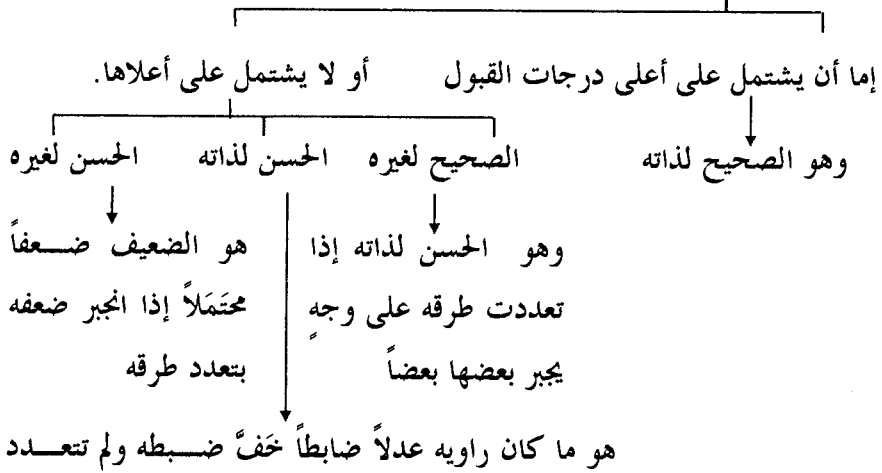 إما أن يشتمل على أعلى درجات القبول أو لا يشتمل على أعلاها.
وهو الصحيح لذاته الصحيح لغيره الحسن لذاته الحسن لغيره
وهو الحسن لذاته إذا
تعددت طرقه على وجهٍ
يجبر بعضها بعضاً
هو الضعيف ضعفاً
محتَمَلاً إذا انجبر ضعفه
بتعدد طرقه
هو ما كان راويه عدلاً ضابطاً خَفَّ ضبطه ولم تتعدد